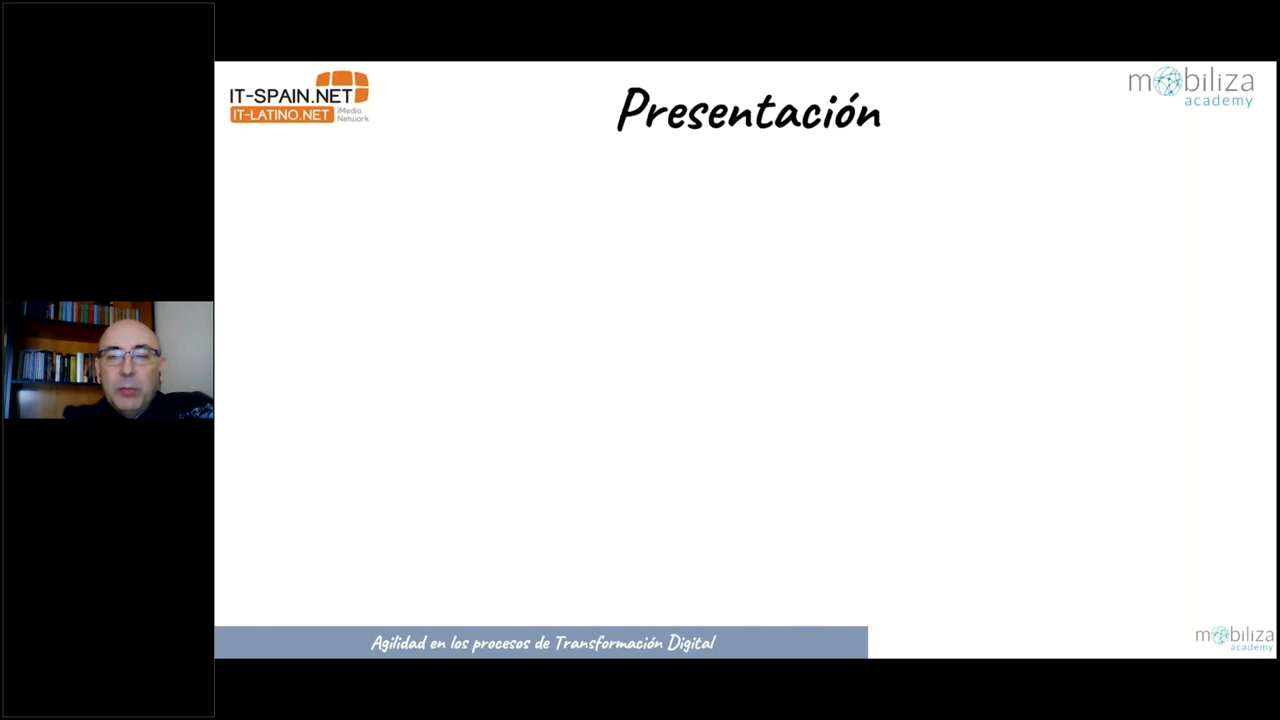 IT-SPAIN.NET
IT-LATINO.NET
iMedia
Network
Presentación
mobiliza
academy
Agilidad en los procesos de Transformación Digital
mobiliza
academy